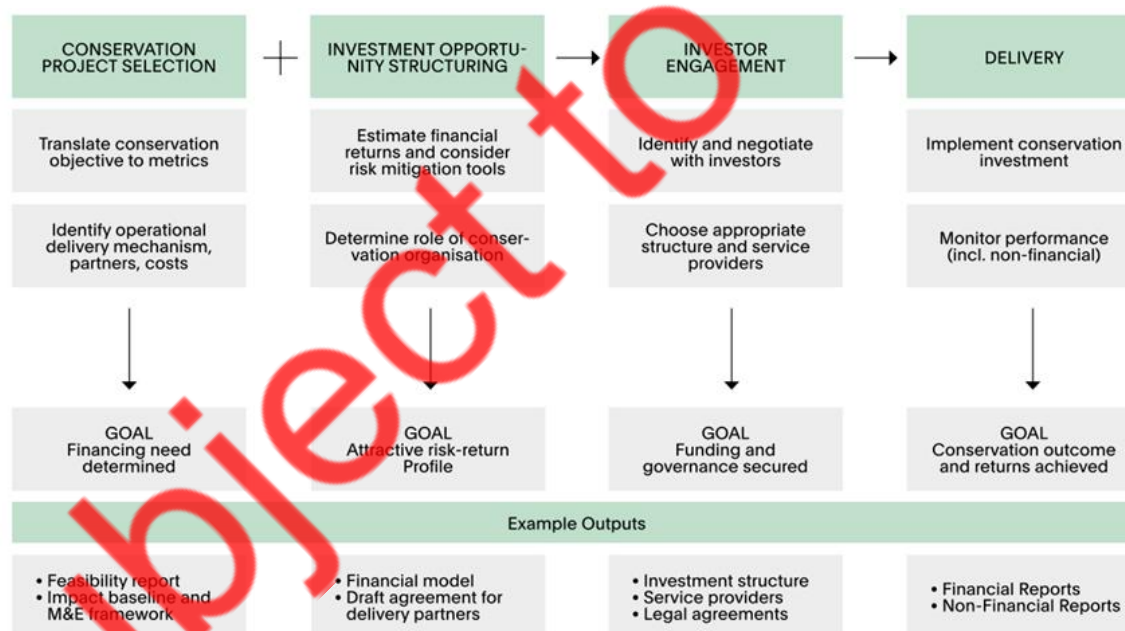 CONSERVATION
PROJECT SELECTION
+
INVESTMENT OPPORTU-
NITY STRUCTURING
INVESTOR
ENGAGEMENT
DELIVERY
Translate conservation
objective to metrics
Estimate financial
returns and consider
risk mitigation tools
Identify and negotiate
with investors
Implement conservation
investment
Identify operational
delivery mechanism,
partners, costs
Determine role of conser-
vation organisation
Choose appropriate
structure and service
providers
Monitor performance
(incl. non-financial)
GOAL
Financing need
determined
GOAL
Attractive risk-return
Profile
GOAL
Funding and
governance secured
GOAL
Conservation outcome
and returns achieved
Example Outputs
• Feasibility report
• Impact baseline and
M&E framework
• Financial model
• Draft agreement for
delivery partners
• Investment structure
• Service providers
• Legal agreements
• Financial Reports
• Non-Financial Reports
bject to